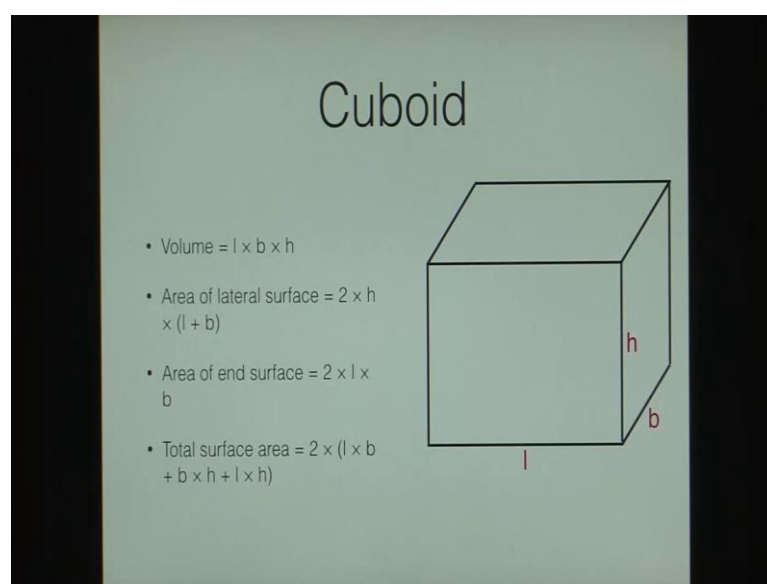 Cuboid
• Volume = l x b x h
• Area of lateral surface = 2 x h
x (l + b)
• Area of end surface = 2 x l x
b
• Total surface area = 2 x (l x b
+ b x h + l x h)
h
b
l